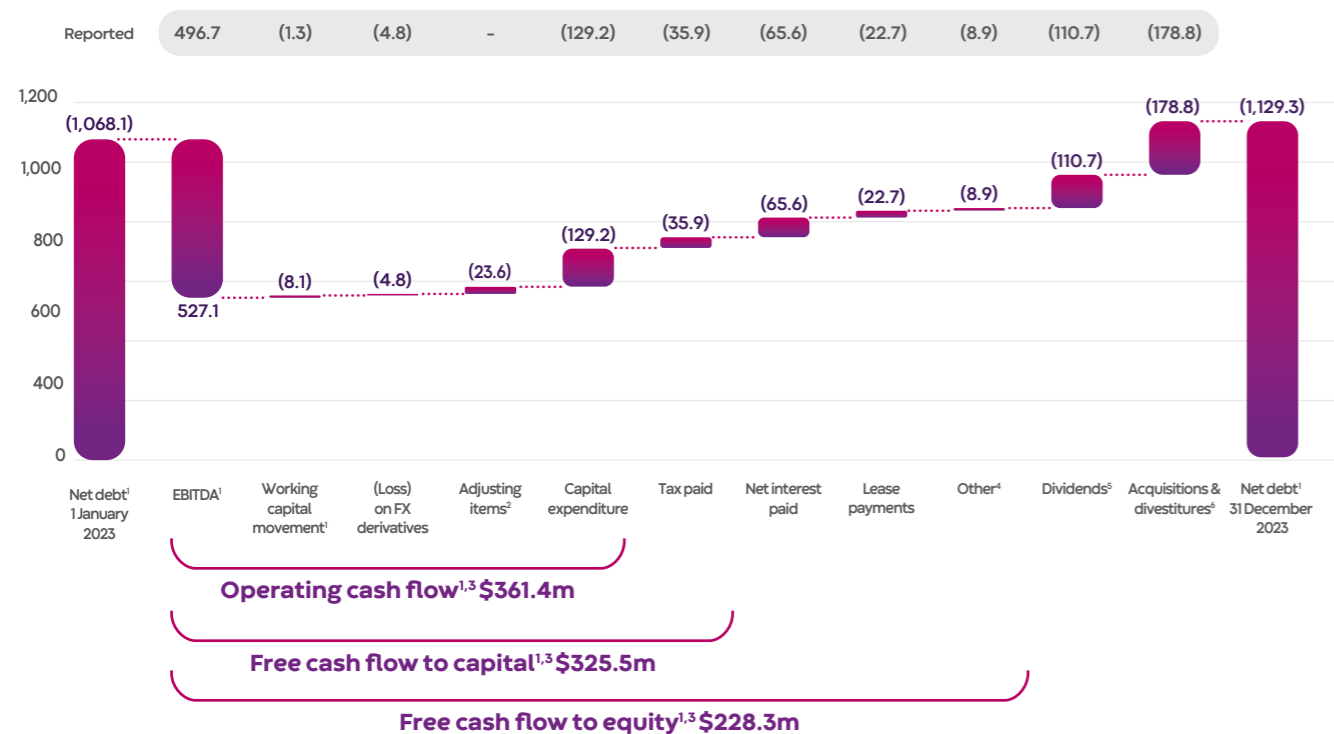 Reported 496.7 (1.3) (4.8) - (129.2) (35.9) (65.6) (22.7) (8.9) (110.7) (178.8)
1,200
1,000
800
600
400
0
(1,068.1)
527.1
(8.1)
(4.8)
(23.6)
(129.2)
(35.9)
(65.6)
(22.7)
(8.9)
(110.7)
(178.8)
(1,129.3)
Net debt¹
1 January
2023
EBITDA¹
Working
capital
movement¹
(Loss)
on FX
derivatives
Adjusting
items²
Capital
expenditure
Tax paid
Net interest
paid
Lease
payments
Other⁴
Dividends⁵
Acquisitions &
divestitures⁶
Net debt¹
31 December
2023
Operating cash flow¹,³ $361.4m
Free cash flow to capital¹,³ $325.5m
Free cash flow to equity¹,³ $228.3m